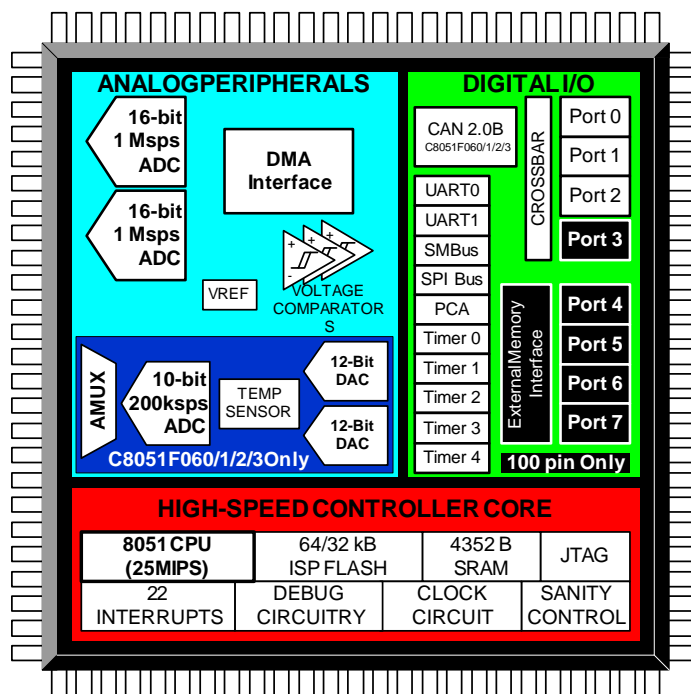 ANALOGPERIPHERALS
16-bit
1 Msps
ADC
16-bit
1 Msps
ADC
DMA
Interface
+
-
+
+
VREF
VOLTAGE
COMPARATOR
S
AMUX
10-bit
200ksps
ADC
TEMP
SENSOR
12-Bit
DAC
12-Bit
DAC
C8051F060/1/2/3Only
DIGITAL I/O
CAN 2.0B
C8051F060/1/2/3
UART0
UART1
SMBus
SPI Bus
PCA
Timer 0
Timer 1
Timer 2
Timer 3
Timer 4
CROSSBAR
Port 0
Port 1
Port 2
Port 3
ExternalMemory
Interface
Port 4
Port 5
Port 6
Port 7
100 pin Only
HIGH-SPEED CONTROLLER CORE
8051 CPU
(25MIPS)
64/32 kB
ISP FLASH
4352 B
SRAM
JTAG
22
INTERRUPTS
DEBUG
CIRCUITRY
CLOCK
CIRCUIT
SANITY
CONTROL